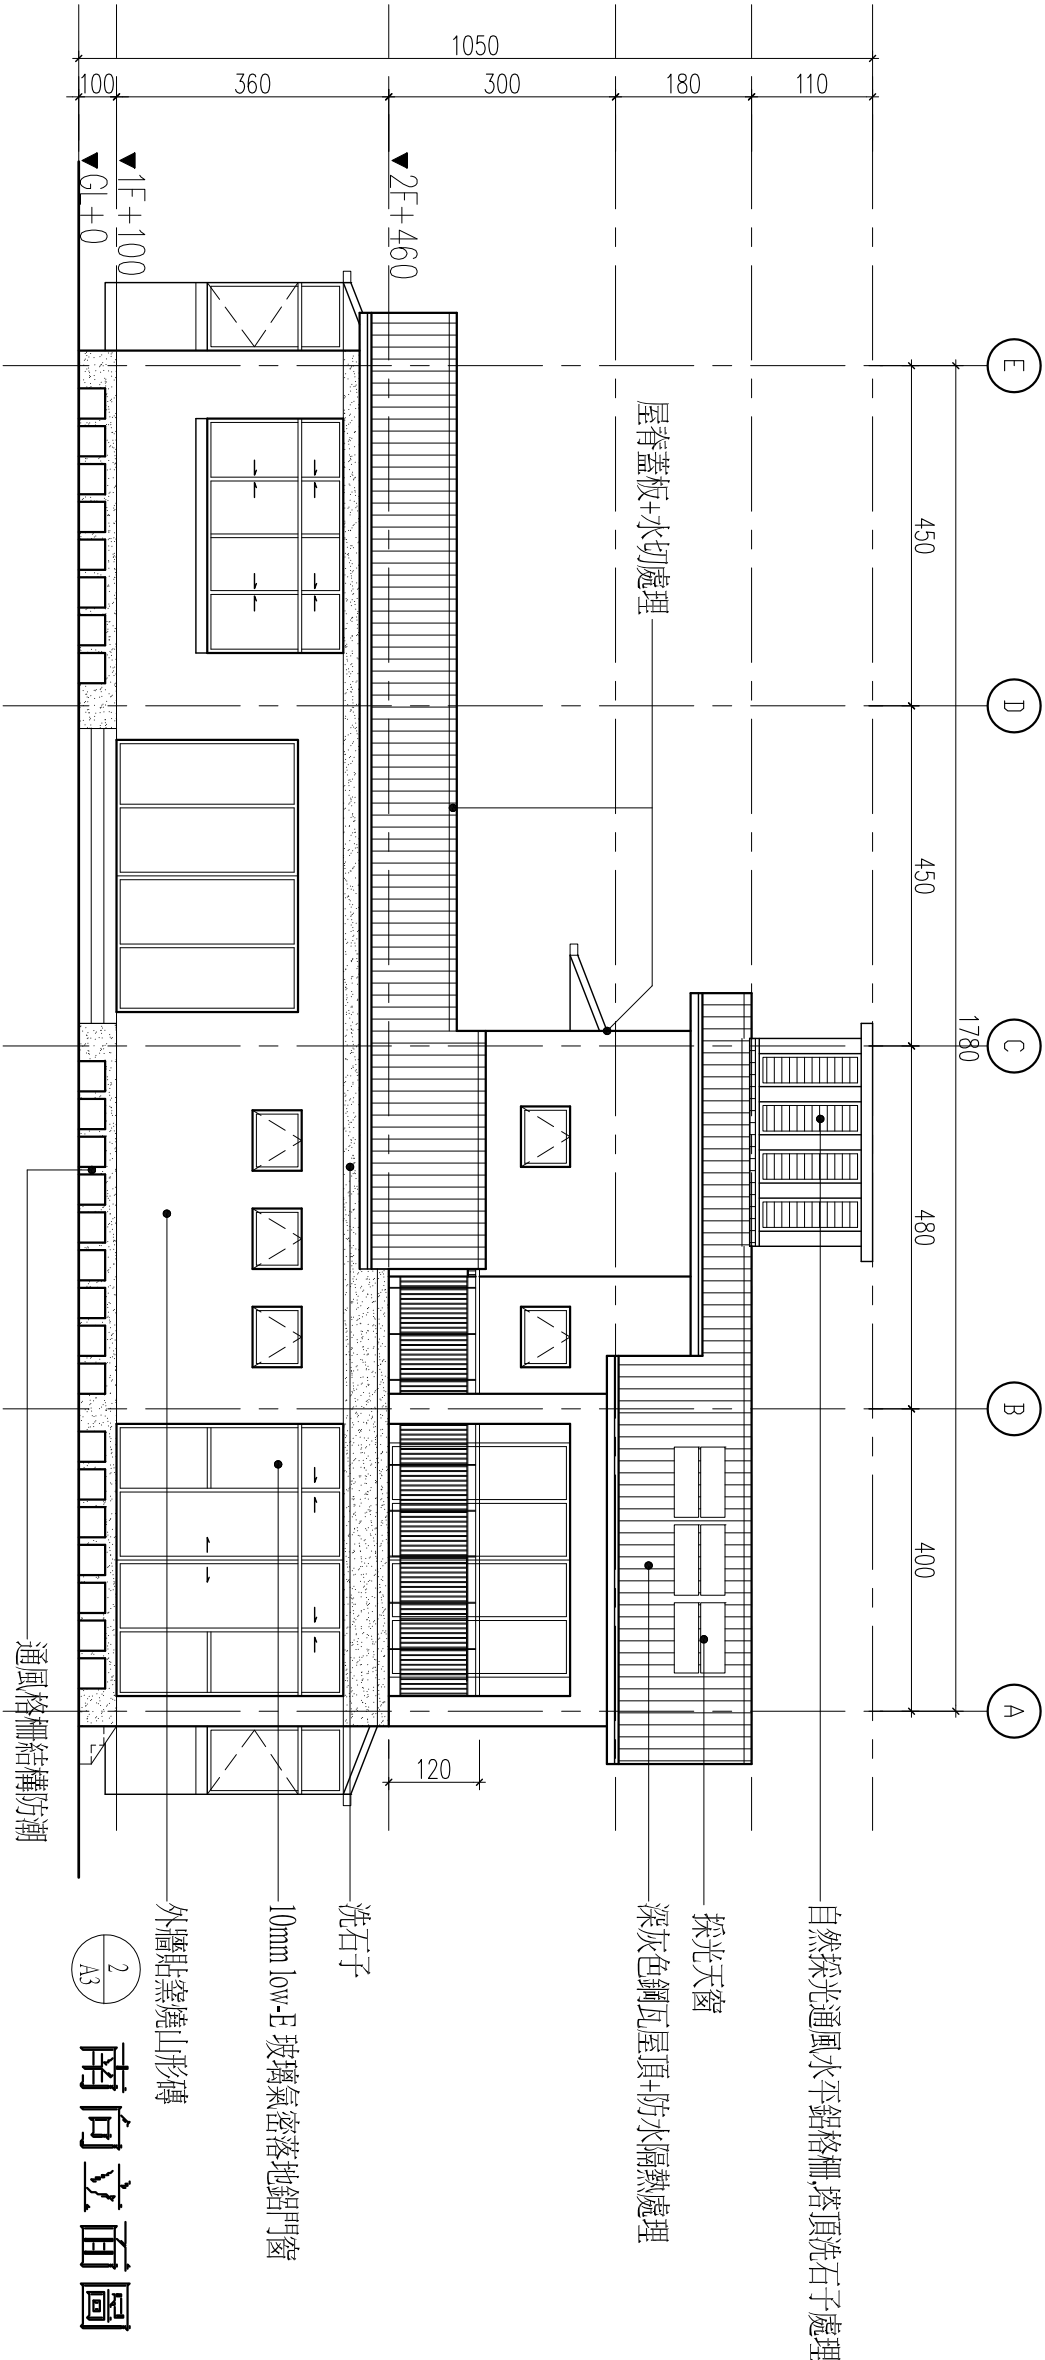 E
D
C
B
A
1780
450
450
480
400
1050
110
180
300
360
100
▼2F+460
▼1F+100
▼GL+0
屋脊蓋板+水切處理
120
自然採光通風水平鋁格柵,塔頂洗石子處理
採光天窗
深灰色鋼瓦屋頂+防水隔熱處理
洗石子
10mm low-E 玻璃氣密落地鋁門窗
外牆貼窯燒山形磚
通風格柵結構防潮
2
A3
南向立面圖